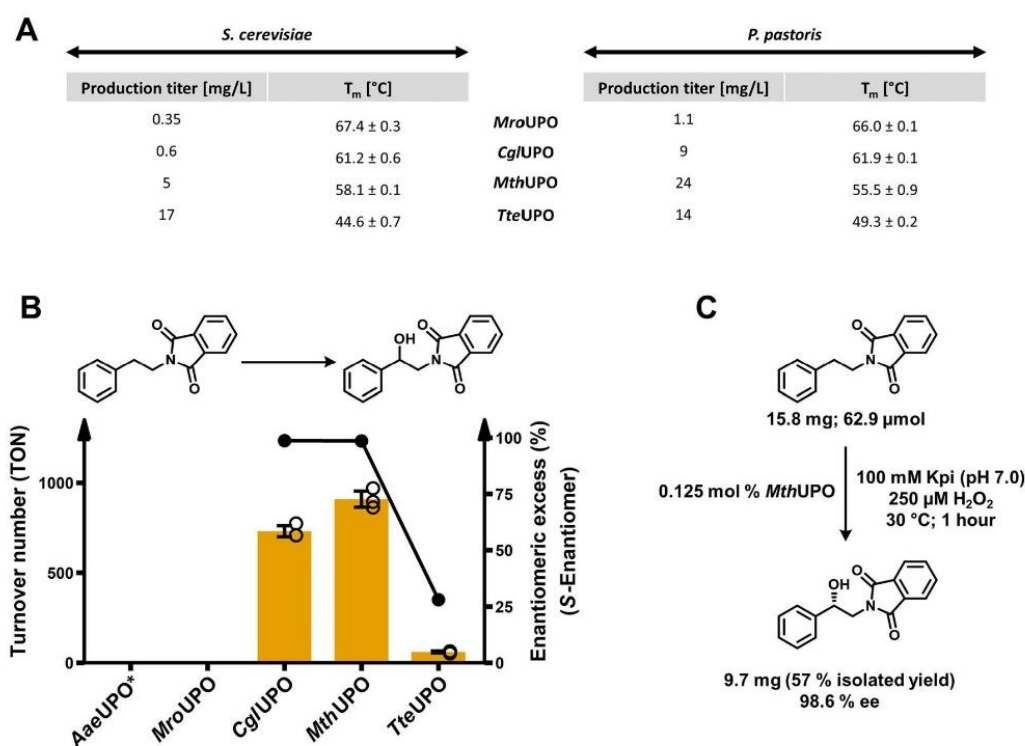 A
S. cerevisiae
P. pastoris
Production titer [mg/L] Tm [°C] Production titer [mg/L] Tm [°C]
0.35 67.4 ± 0.3 MroUPO 1.1 66.0 ± 0.1
0.6 61.2 ± 0.6 CglUPO 9 61.9 ± 0.1
5 58.1 ± 0.1 MthUPO 24 55.5 ± 0.9
17 44.6 ± 0.7 TteUPO 14 49.3 ± 0.2
B
O
N
O
OH
O
N
O
Turnover number (TON)
1000
500
0
100
75
50
25
0
Enantiomeric excess (%)
(S-Enantiomer)
AaeUPO*
MroUPO
CglUPO
MthUPO
TteUPO
C
O
N
O
15.8 mg; 62.9 µmol
0.125 mol % MthUPO
100 mM Kpi (pH 7.0)
250 µM H₂O₂
30 °C; 1 hour
OH
O
N
O
9.7 mg (57 % isolated yield)
98.6 % ee